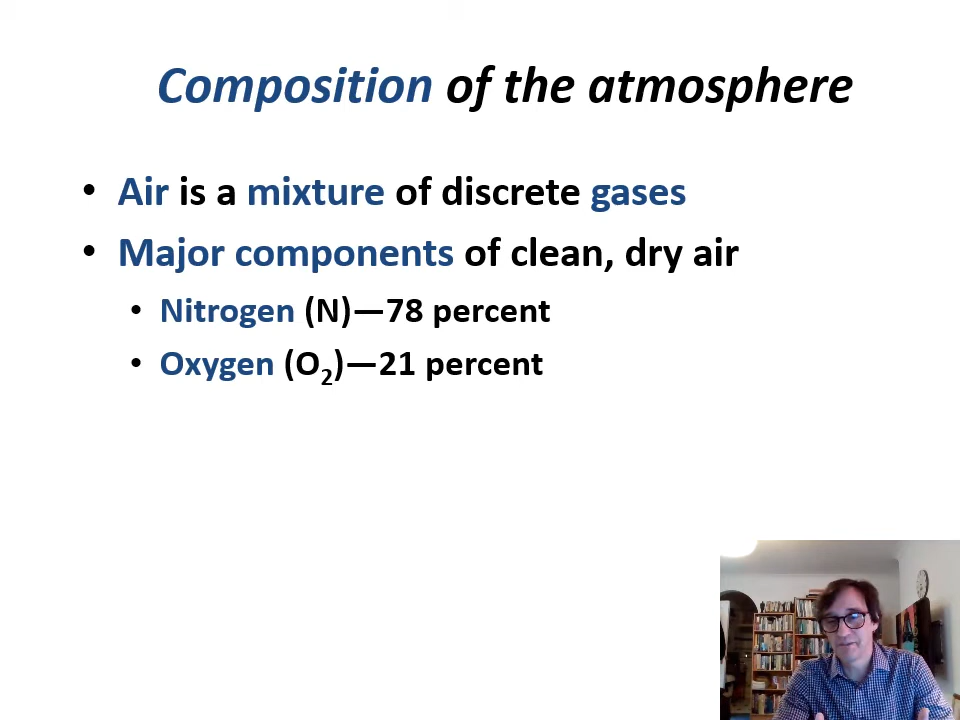 Composition of the atmosphere
• Air is a mixture of discrete gases
• Major components of clean, dry air
• Nitrogen (N)—78 percent
• Oxygen (O₂)—21 percent